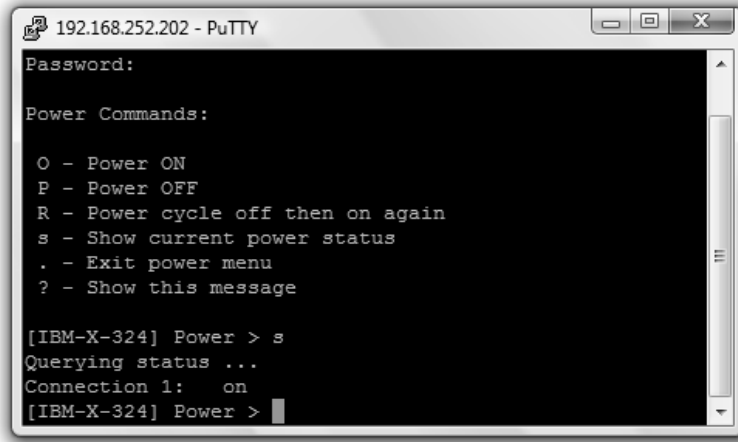 192.168.252.202 - PuTTY
Password:
Power Commands:
O - Power ON
P - Power OFF
R - Power cycle off then on again
s - Show current power status
. - Exit power menu
? - Show this message
[IBM-X-324] Power > s
Querying status ...
Connection 1:   on
[IBM-X-324] Power >